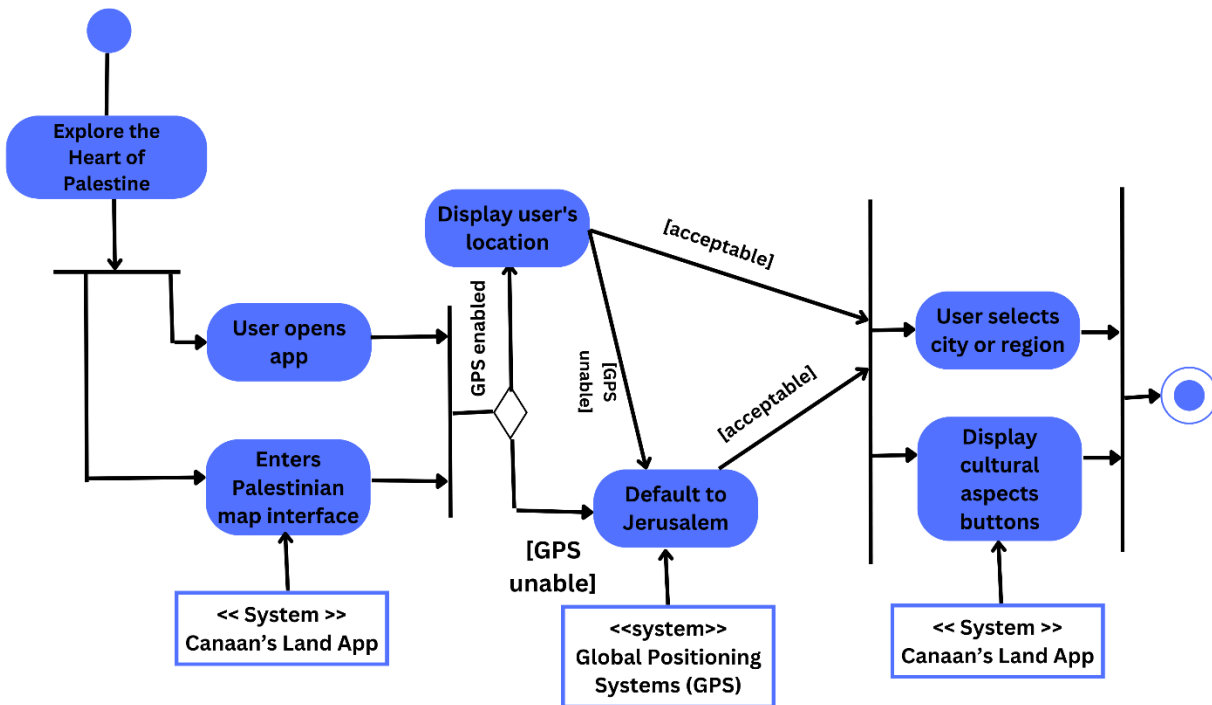 Explore the
Heart of
Palestine
User opens
app
Enters
Palestinian
map interface
<< System >>
Canaan's Land App
Display user's
location
GPS enabled
[GPS
unable]
[GPS
unable]
Default to
Jerusalem
<<system>>
Global Positioning
Systems (GPS)
[acceptable]
[acceptable]
User selects
city or region
Display
cultural
aspects
buttons
<< System >>
Canaan's Land App